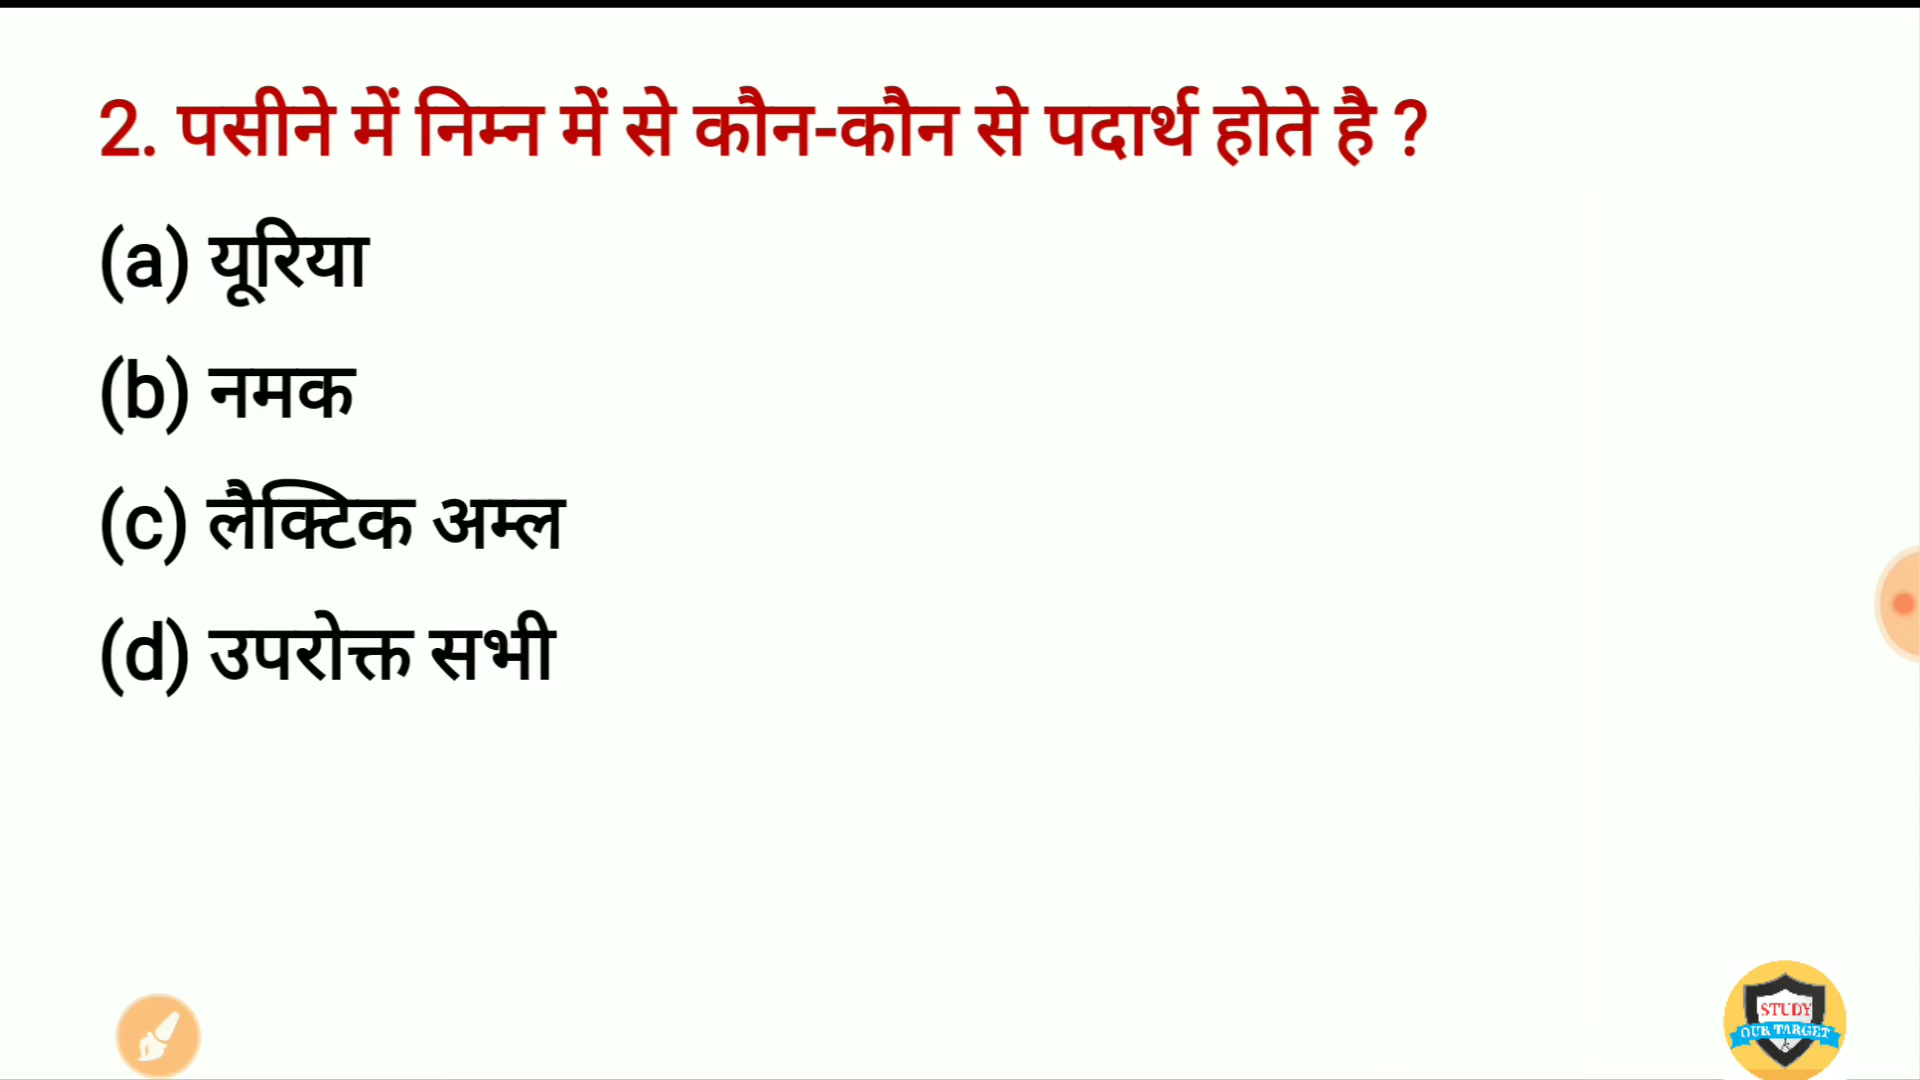 2. पसीने में निम्न में से कौन-कौन से पदार्थ होते है ?
(a) यूरिया
(b) नमक
(c) लैक्टिक अम्ल
(d) उपरोक्त सभी
STUDY
OUR TARGET